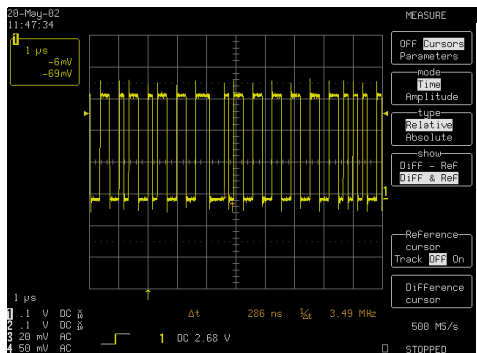 20-May-02
11:47:34
1
1 µs
-6mV
-69mV
1
1 µs
1 .1 V DC X10
2 .1 V DC X10
3 20 mV AC
4 50 mV AC
Δt 286 ns 1/Δt 3.49 MHz
1 DC 2.68 V
MEASURE
OFF Cursors
Parameters
mode
Time
Amplitude
type
Relative
Absolute
show
Diff - Ref
Diff & Ref
Reference
cursor
Track OFF On
Difference
cursor
500 MS/s
STOPPED